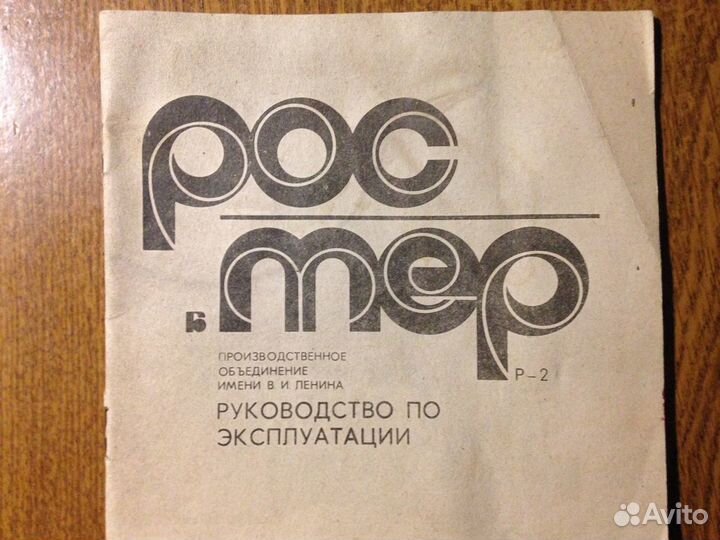 рос
тер
Р-2
ПРОИЗВОДСТВЕННОЕ
ОБЪЕДИНЕНИЕ
ИМЕНИ В. И. ЛЕНИНА
РУКОВОДСТВО ПО
ЭКСПЛУАТАЦИИ
Avito